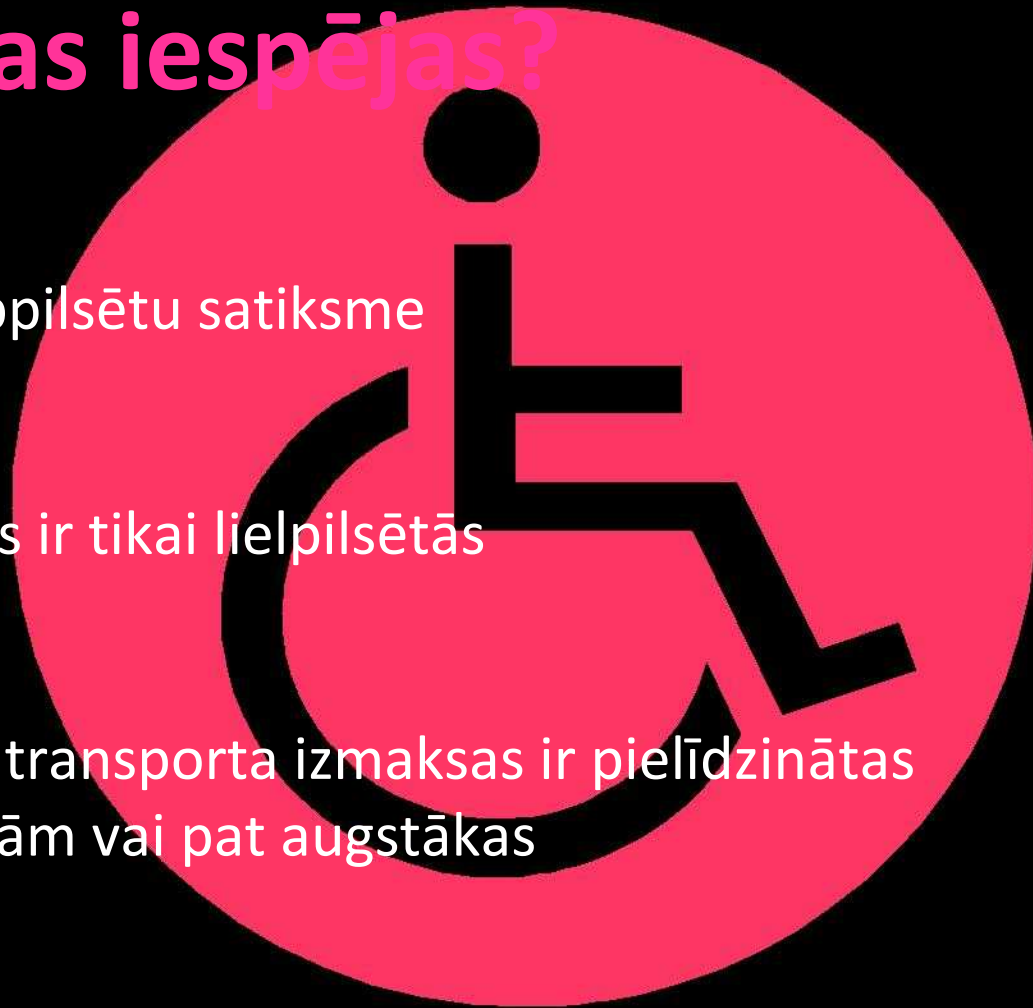 as iespējas?
pilsētu satiksme
s ir tikai lielpilsētās
transporta izmaksas ir pielīdzinātas
ām vai pat augstākas